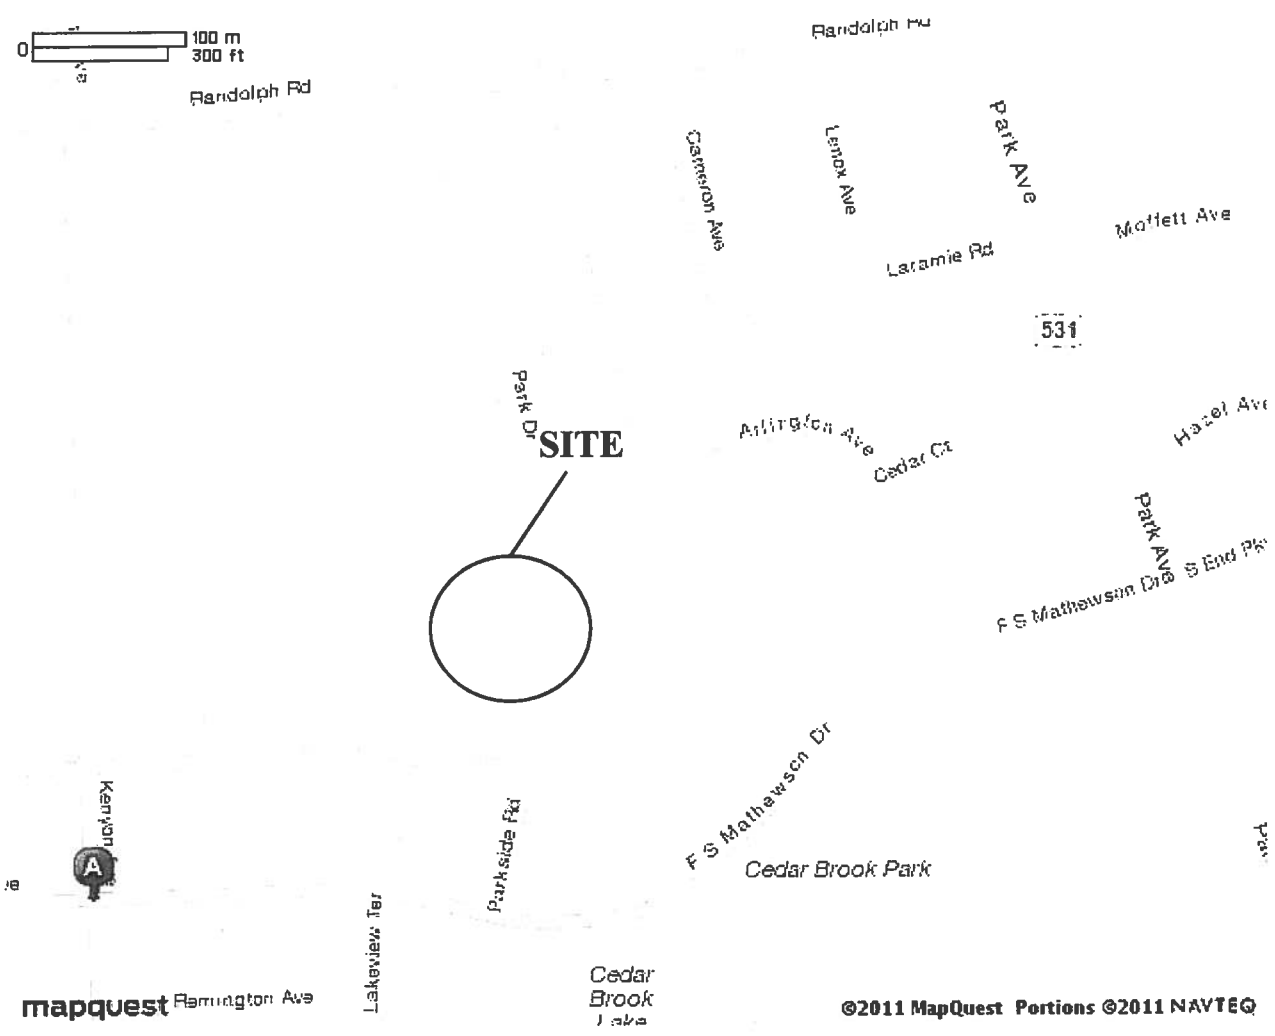 Randolph Rd
0
100 m
300 ft
Randolph Rd
Cameron Ave
Lenox Ave
Park Ave
Moffett Ave
Laramie Rd
531
Park Dr
SITE
Arlington Ave
Cedar Ct
Hazel Ave
Park Ave
S End
F S Mathewson Dr
F S Mathewson Dr
Kenyon
A
Parkside Rd
Cedar Brook Park
Lakeview Ter
Cedar
Brook
Lake
mapquest
Remington Ave
©2011 MapQuest Portions ©2011 NAVTEQ